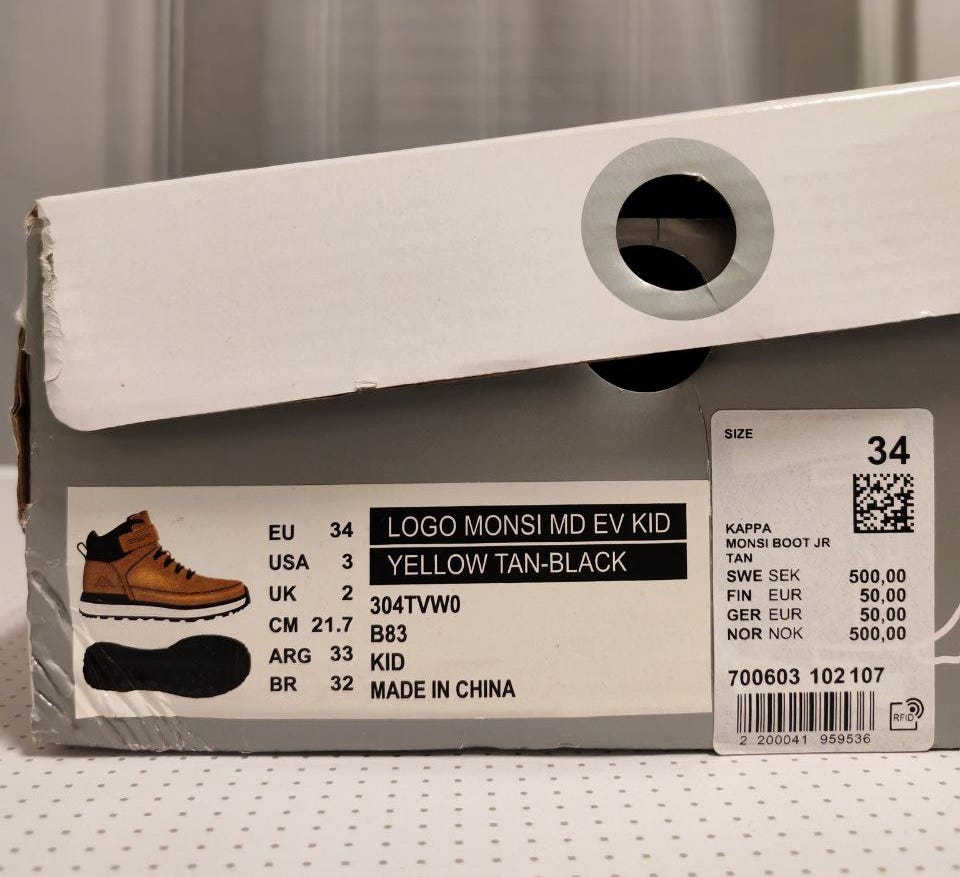 EU 34
USA 3
UK 2
CM 21.7
ARG 33
BR 32
LOGO MONSI MD EV KID
YELLOW TAN-BLACK
304TVW0
B83
KID
MADE IN CHINA
SIZE
34
KAPPA
MONSI BOOT JR
TAN
SWE SEK 500,00
FIN EUR 50,00
GER EUR 50,00
NOR NOK 500,00
700603 102107
RFID
2 200041 959536